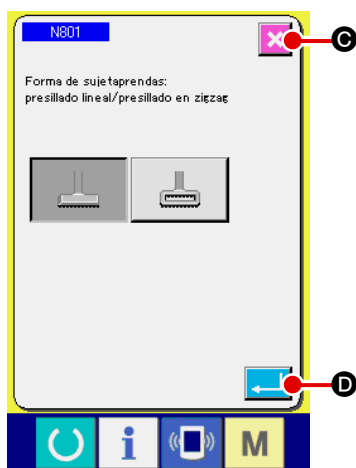 N801
C
Forma de sujetaprendas:
presillado lineal/presillado en zigzag
D
i
M